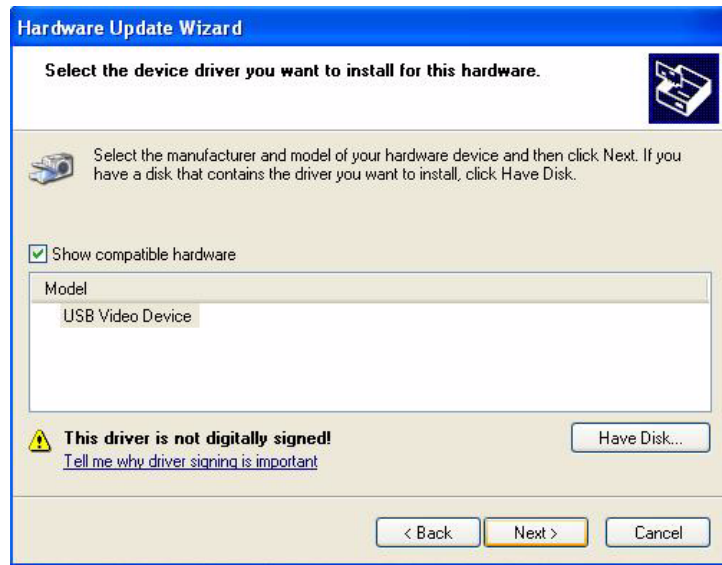 Hardware Update Wizard
Select the device driver you want to install for this hardware.
Select the manufacturer and model of your hardware device and then click Next. If you
have a disk that contains the driver you want to install, click Have Disk.
Show compatible hardware
Model
USB Video Device
This driver is not digitally signed!
Have Disk...
Tell me why driver signing is important
< Back
Next >
Cancel